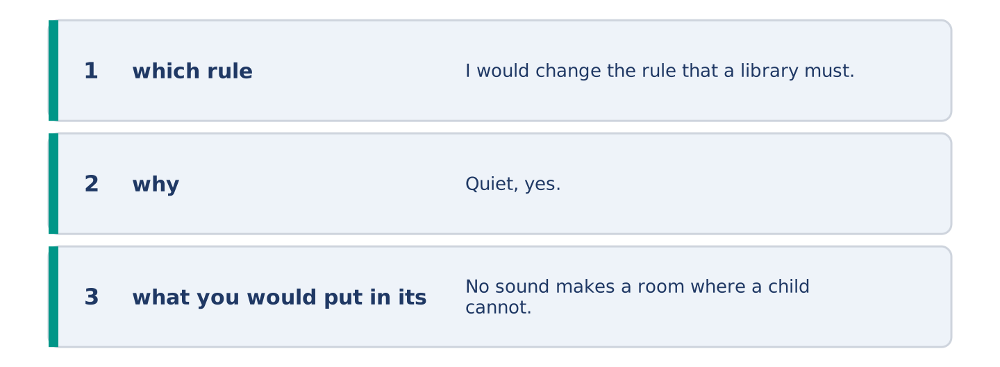 1 which rule I would change the rule that a library must.
2 why Quiet, yes.
3 what you would put in its No sound makes a room where a child
cannot.